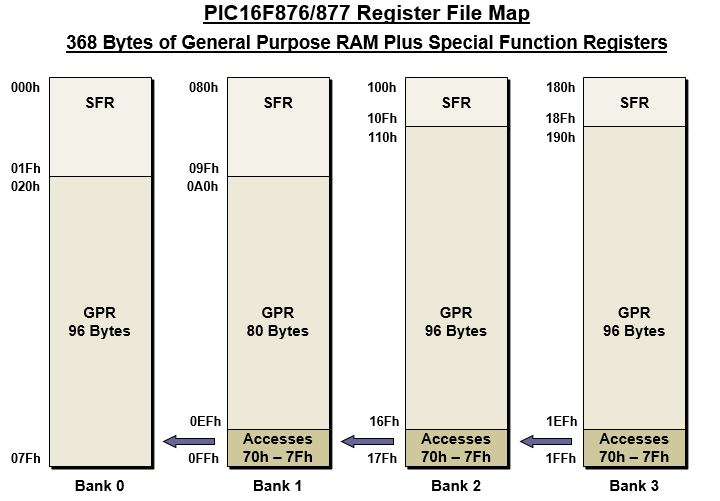 PIC16F876/877 Register File Map
368 Bytes of General Purpose RAM Plus Special Function Registers
000h
SFR
01Fh
020h
GPR
96 Bytes
07Fh
Bank 0
080h
SFR
09Fh
0A0h
GPR
80 Bytes
0EFh
Accesses
70h – 7Fh
0FFh
Bank 1
100h
SFR
10Fh
110h
GPR
96 Bytes
16Fh
Accesses
70h – 7Fh
17Fh
Bank 2
180h
SFR
18Fh
190h
GPR
96 Bytes
1EFh
Accesses
70h – 7Fh
1FFh
Bank 3